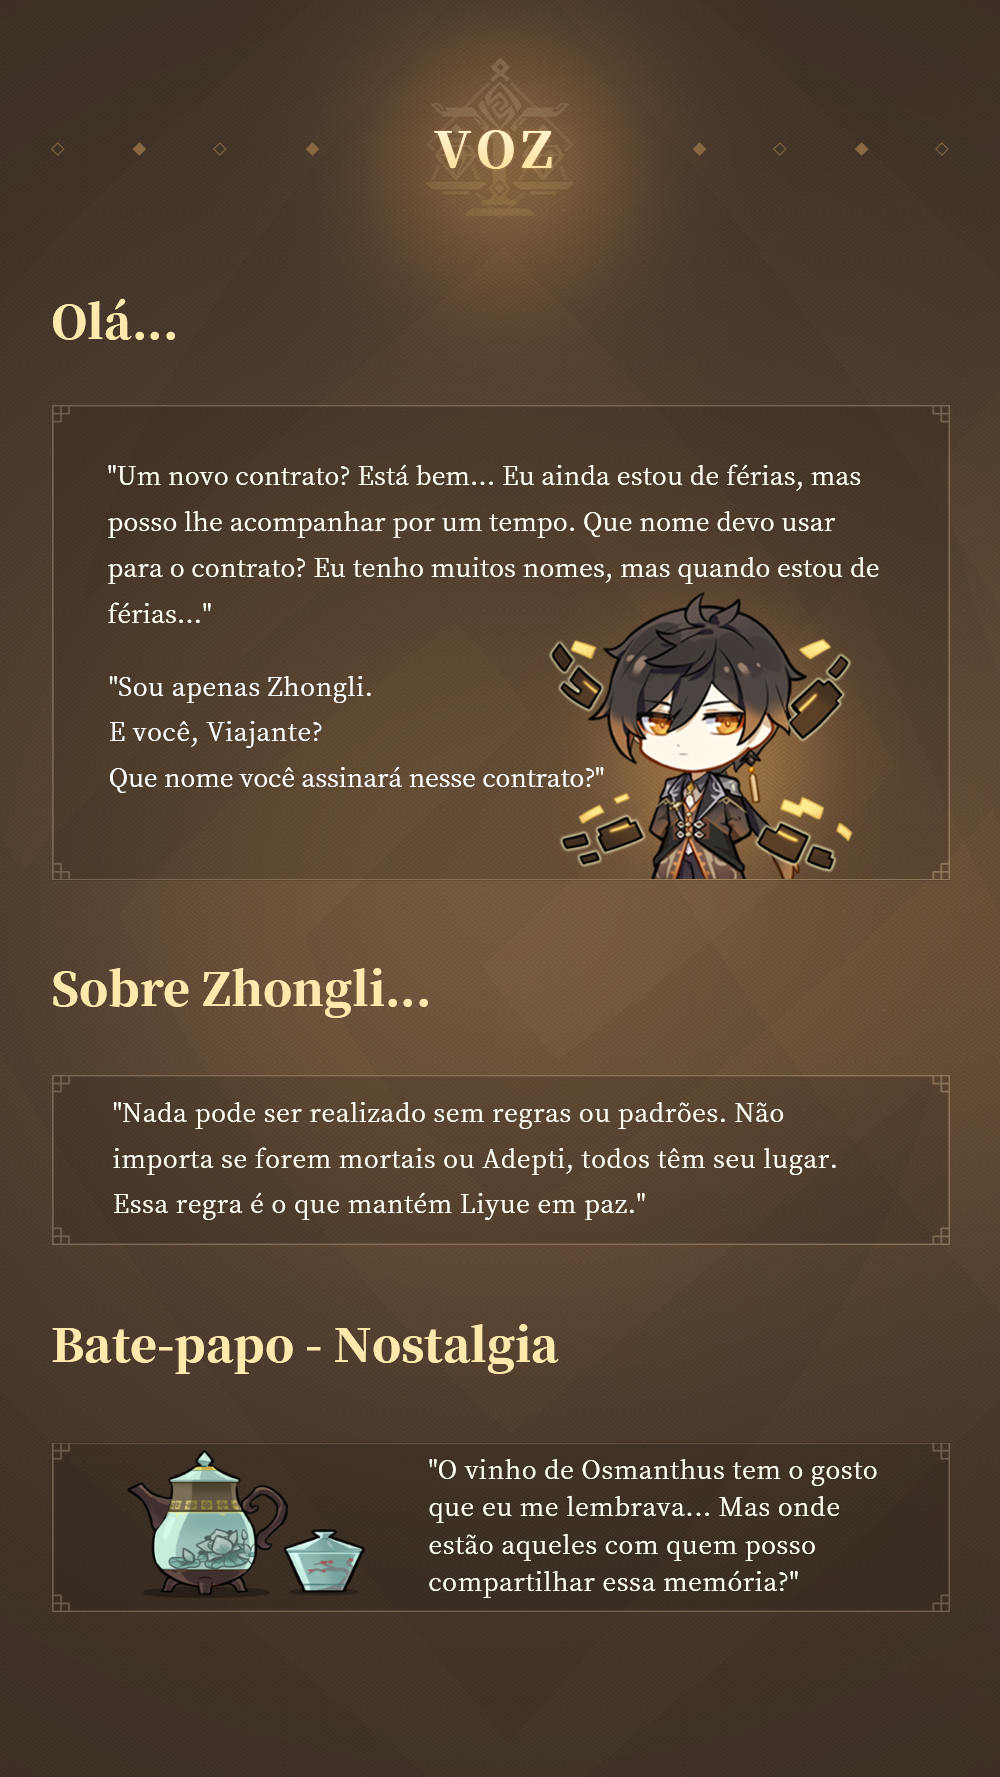 VOZ
Olá...
"Um novo contrato? Está bem... Eu ainda estou de férias, mas
posso lhe acompanhar por um tempo. Que nome devo usar
para o contrato? Eu tenho muitos nomes, mas quando estou de
férias..."
"Sou apenas Zhongli.
E você, Viajante?
Que nome você assinará nesse contrato?"
Sobre Zhongli...
"Nada pode ser realizado sem regras ou padrões. Não
importa se forem mortais ou Adepti, todos têm seu lugar.
Essa regra é o que mantém Liyue em paz."
Bate-papo - Nostalgia
"O vinho de Osmanthus tem o gosto
que eu me lembrava... Mas onde
estão aqueles com quem posso
compartilhar essa memória?"